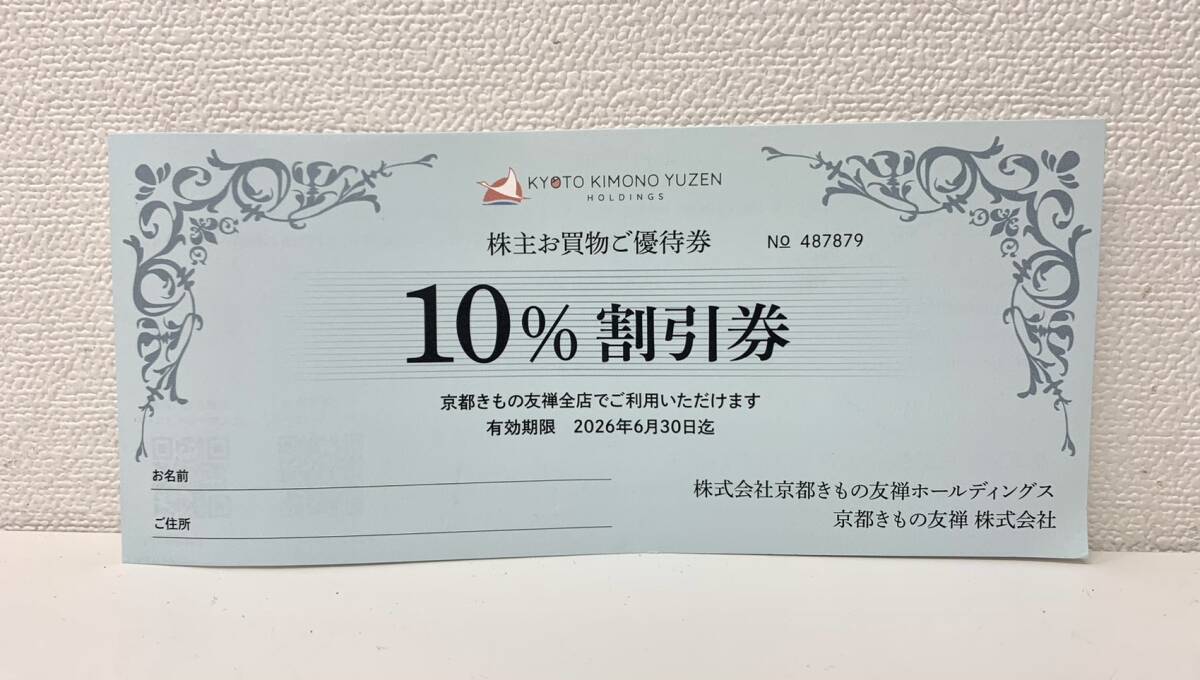 KYOTO KIMONO YUZEN
HOLDINGS
株主お買物ご優待券 No 487879
10% 割引券
京都きもの友禅全店でご利用いただけます
有効期限 2026年6月30日迄
お名前
ご住所
株式会社京都きもの友禅ホールディングス
京都きもの友禅 株式会社